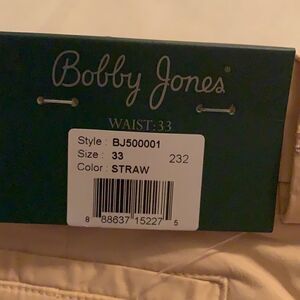 Bobby Jones
WAIST:33
Style : BJ500001
Size : 33 232
Color : STRAW
8 88637 15227 5